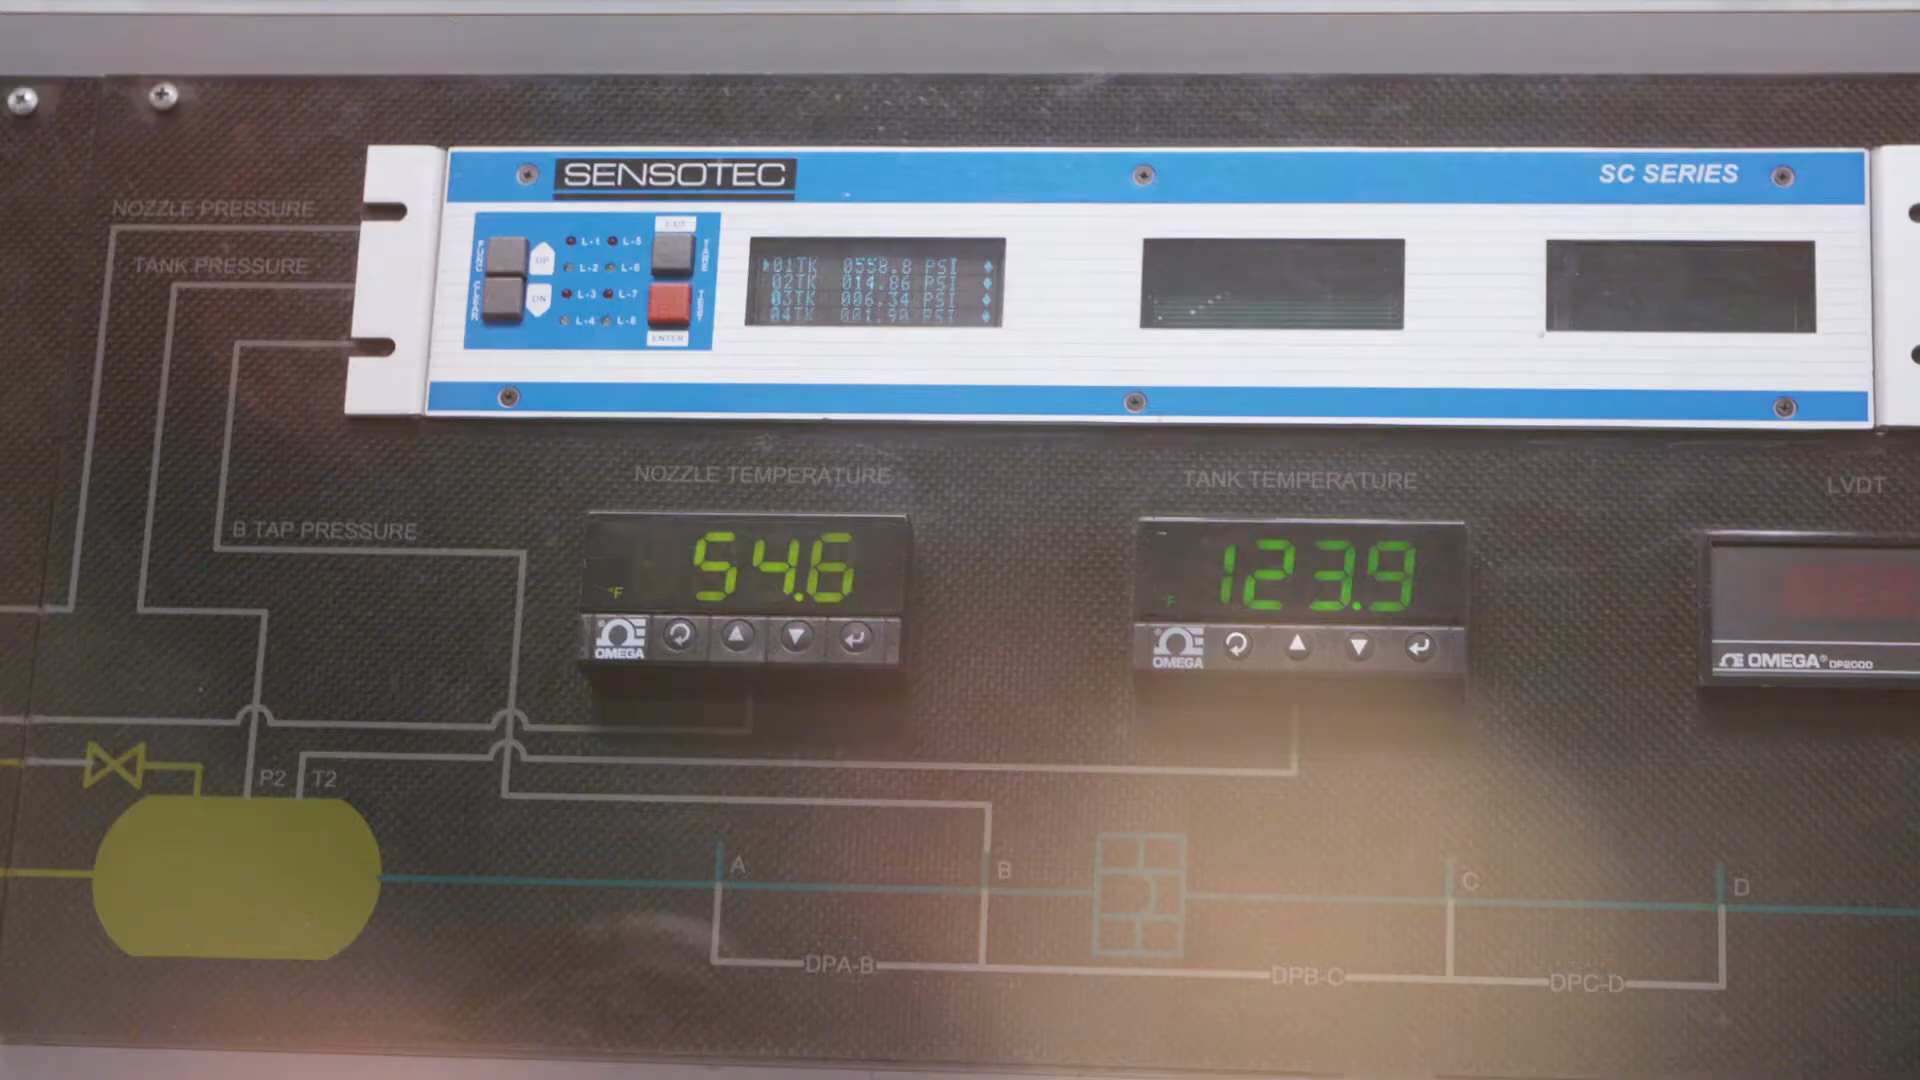 SENSOTEC
SC SERIES
NOZZLE PRESSURE
TANK PRESSURE
EXIT
UP
DN
L-1 L-5
L-2 L-6
L-3 L-7
L-4 L-8
ENTER
01TK 0558.8 PSI
02TK 014.86 PSI
03TK 006.34 PSI
04TK 001.90 PSI
NOZZLE TEMPERATURE
TANK TEMPERATURE
LVDT
B TAP PRESSURE
54.6
°F
OMEGA
123.9
°F
OMEGA
OMEGA® DP2000
P2 T2
A
B
C
D
DPA-B
DPB-C
DPC-D